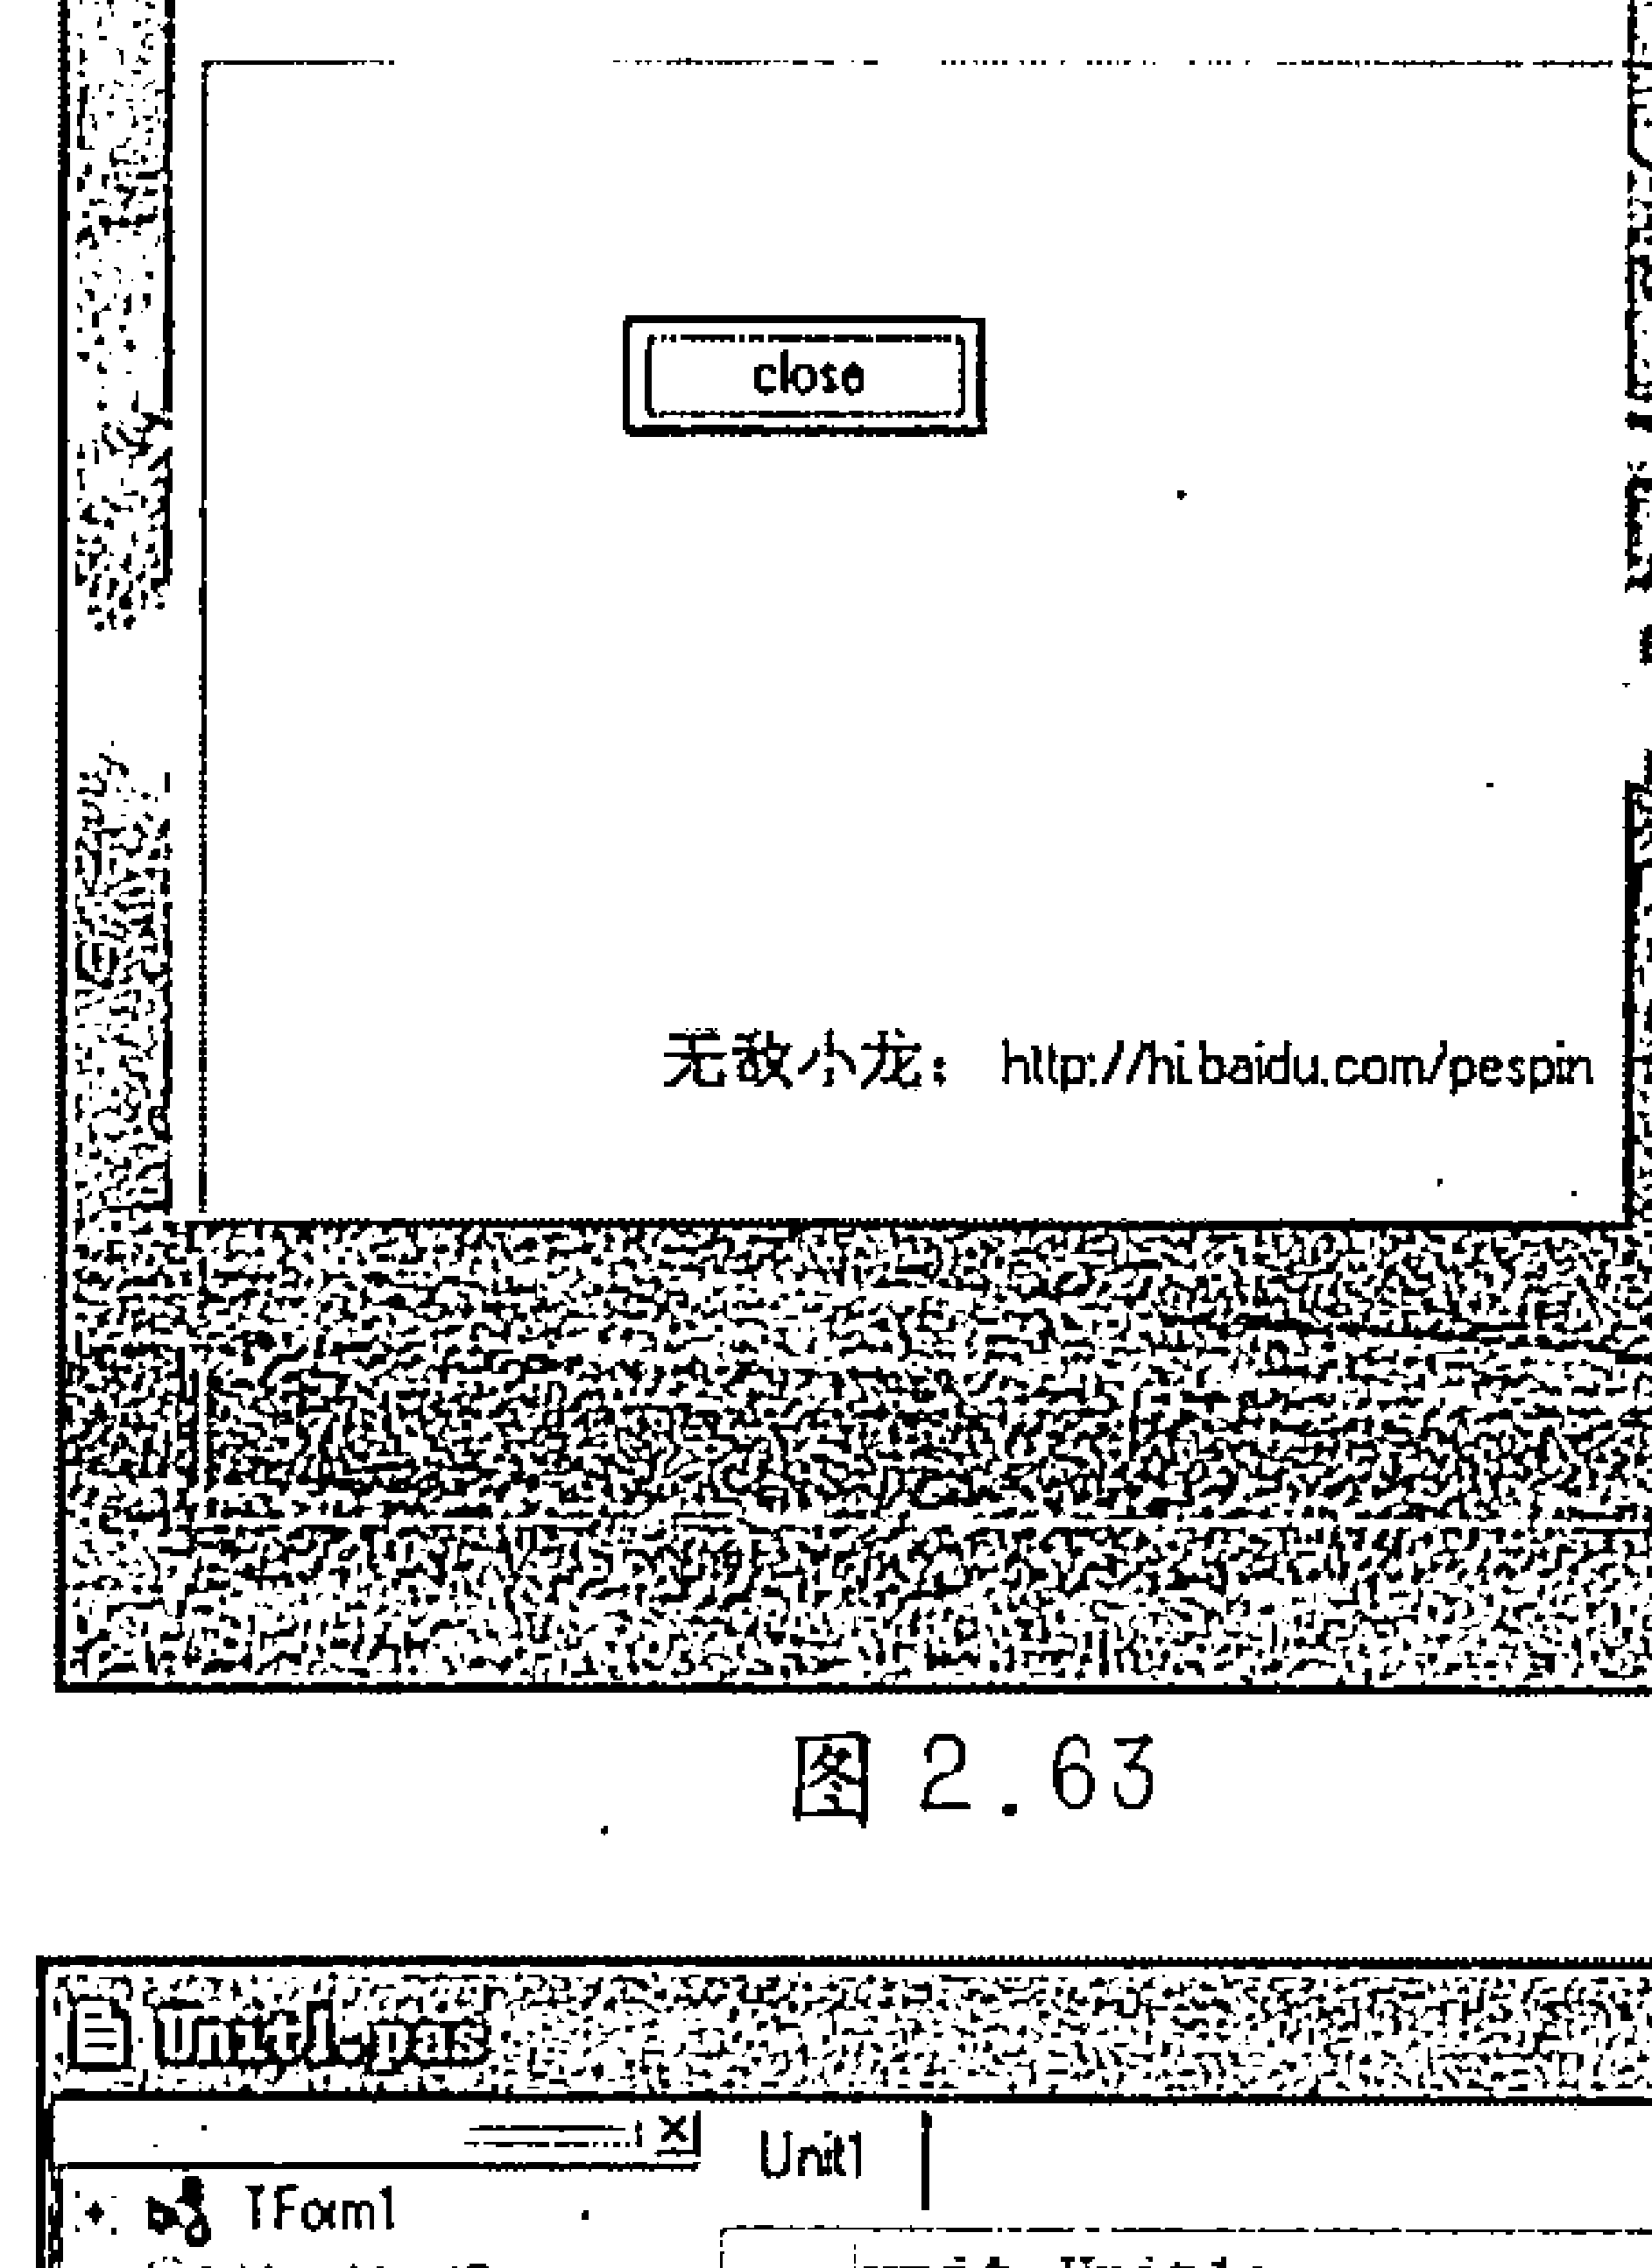 close
无敌小龙： http://hi.baidu.com/pespin
图 2.63
Unit1.pas
Unit1
TForm1